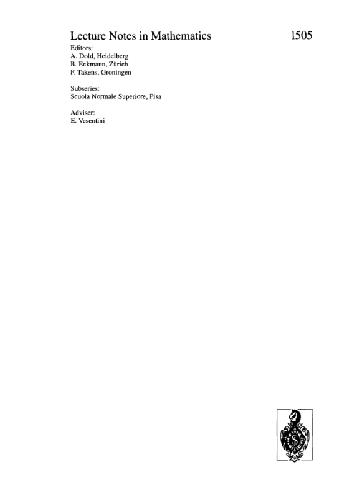 Lecture Notes in Mathematics 1505
Editors:
A. Dold, Heidelberg
B. Eckmann, Zürich
F. Takens, Groningen
Subseries:
Scuola Normale Superiore, Pisa
Adviser:
E. Vesentini